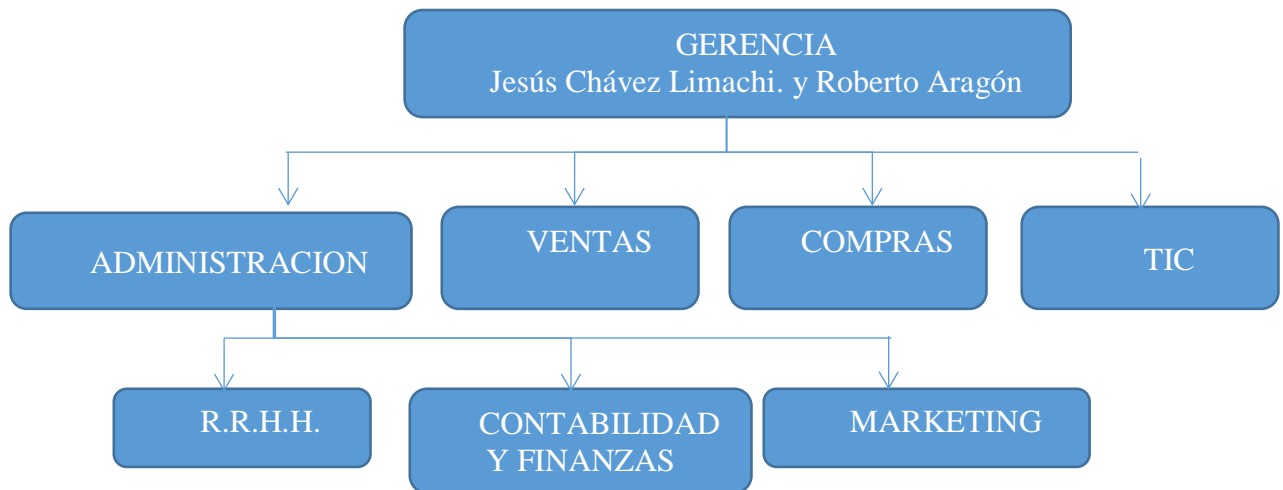 GERENCIA
Jesús Chávez Limachi. y Roberto Aragón
ADMINISTRACION
VENTAS
COMPRAS
TIC
R.R.H.H.
CONTABILIDAD
Y FINANZAS
MARKETING